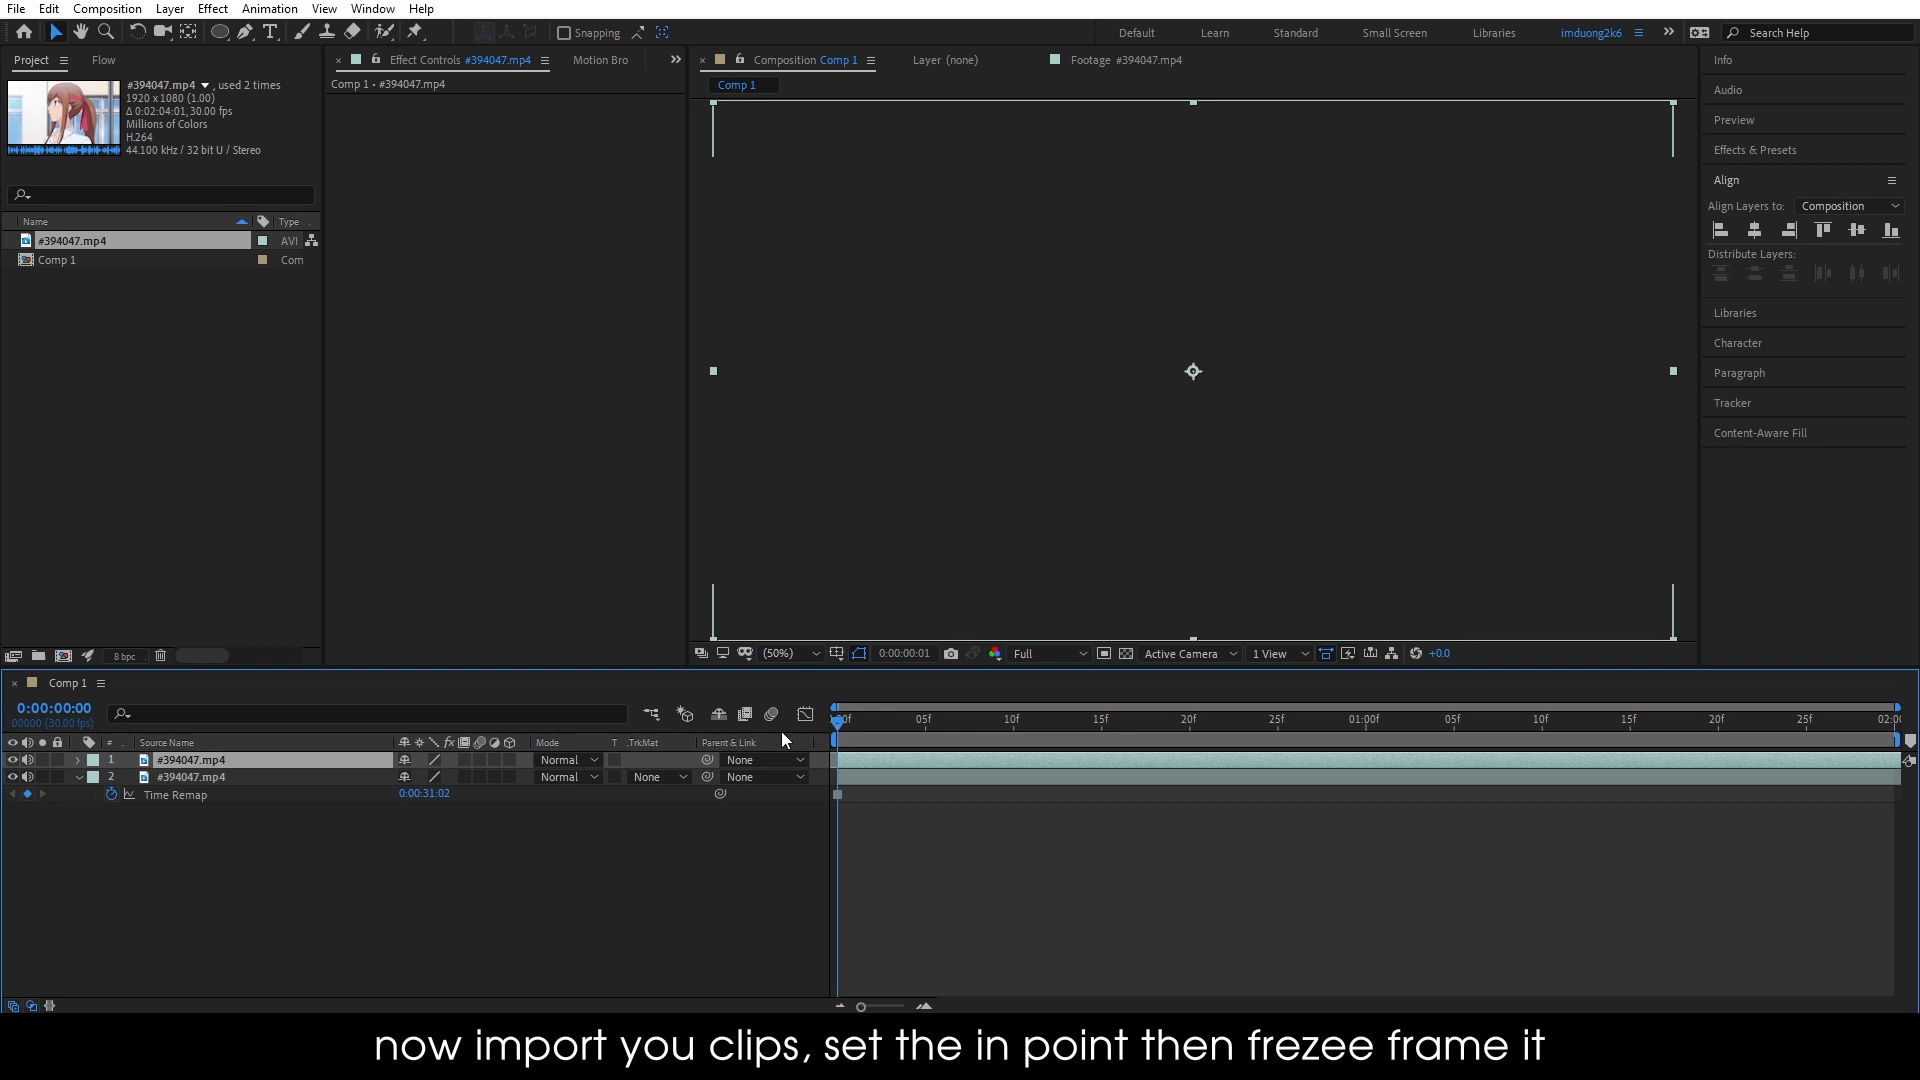 File Edit Composition Layer Effect Animation View Window Help
Snapping
Default Learn Standard Small Screen Libraries imduong2k6 Search Help
Project Flow
Effect Controls #394047.mp4 Motion Bro
Composition Comp 1 Layer (none) Footage #394047.mp4
Info
#394047.mp4 , used 2 times
1920 x 1080 (1.00)
Δ 0:02:04:01, 30.00 fps
Millions of Colors
H.264
44.100 kHz / 32 bit U / Stereo
Comp 1 • #394047.mp4
Comp 1
Audio
Preview
Effects & Presets
Align
Align Layers to: Composition
Distribute Layers:
Libraries
Character
Paragraph
Tracker
Content-Aware Fill
Name Type
#394047.mp4 AVI
Comp 1 Com
8 bpc
(50%) 0:00:00:01 Full Active Camera 1 View +0.0
Comp 1
0:00:00:00
00000 (30.00 fps)
05f 10f 15f 20f 25f 01:00f 05f 10f 15f 20f 25f
# Source Name Mode T .TrkMat Parent & Link
1 #394047.mp4 Normal None
2 #394047.mp4 Normal None None
Time Remap 0:00:31:02
now import you clips, set the in point then frezee frame it